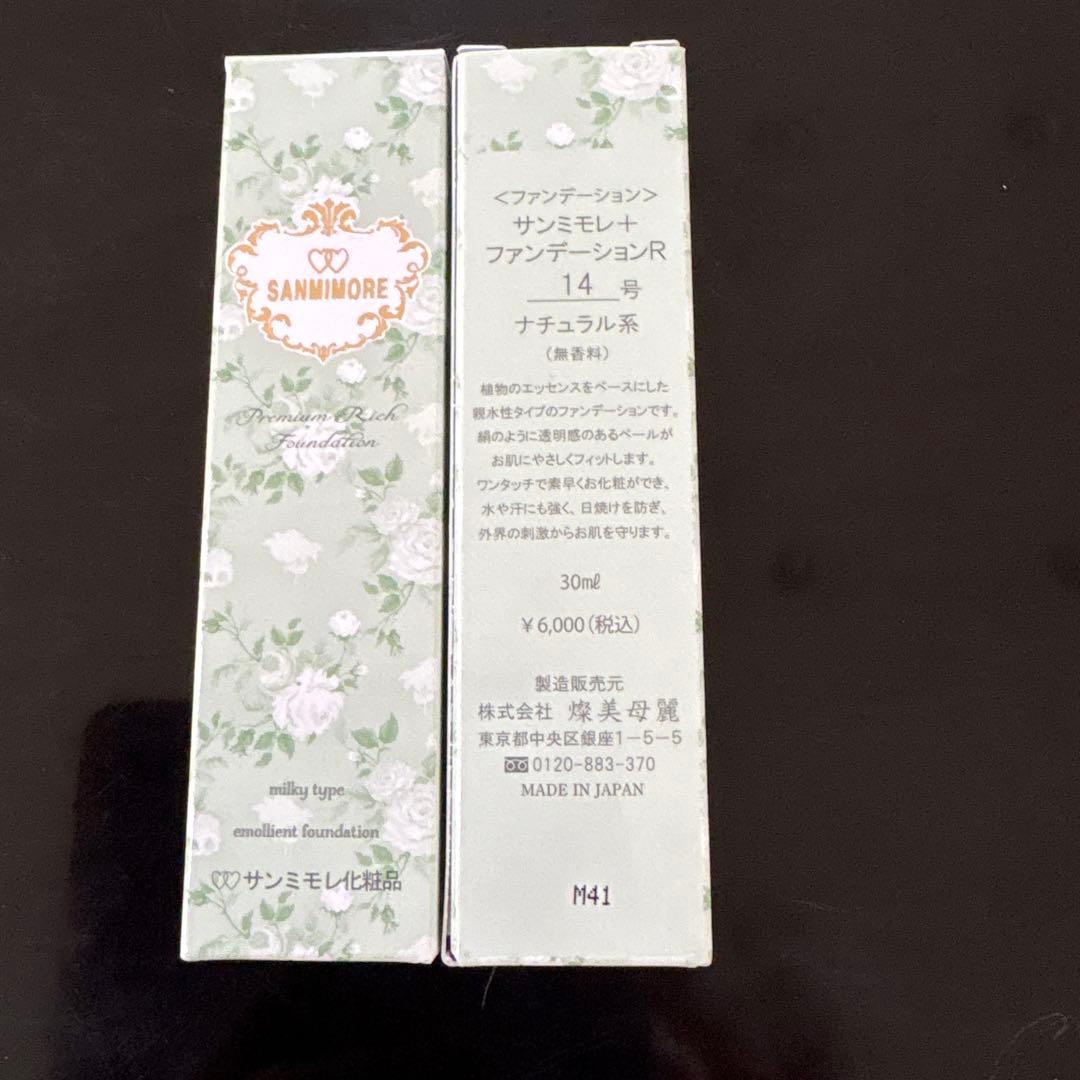 SANMIMORE
Premium Rich
Foundation
milky type
emollient foundation
サンミモレ化粧品
<ファンデーション>
サンミモレ+
ファンデーションR
14号
ナチュラル系
(無香料)
植物のエッセンスをベースにした
親水性タイプのファンデーションです。
絹のように透明感のあるベールが
お肌にやさしくフィットします。
ワンタッチで素早くお化粧ができ、
水や汗にも強く、日焼けを防ぎ、
外界の刺激からお肌を守ります。
30㎖
¥6,000(税込)
製造販売元
株式会社 燦美母麗
東京都中央区銀座1-5-5
0120-883-370
MADE IN JAPAN
M41